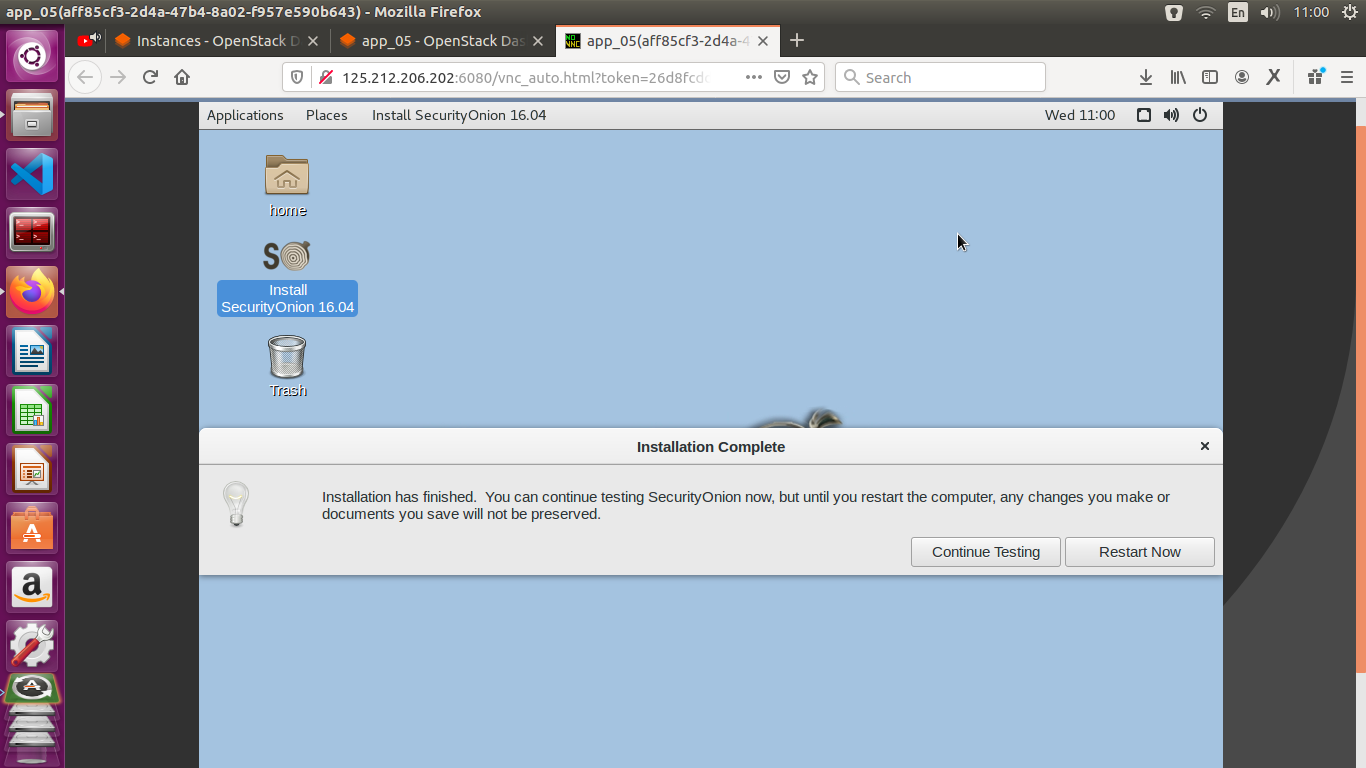 app_05(aff85cf3-2d4a-47b4-8a02-f957e590b643) - Mozilla Firefox
En
11:00
Instances - OpenStack D
app_05 - OpenStack Das
app_05(aff85cf3-2d4a-4
125.212.206.202:6080/vnc_auto.html?token=26d8fcd
Search
Applications
Places
Install SecurityOnion 16.04
Wed 11:00
home
SO
Install
SecurityOnion 16.04
Trash
Installation Complete
Installation has finished.  You can continue testing SecurityOnion now, but until you restart the computer, any changes you make or
documents you save will not be preserved.
Continue Testing
Restart Now